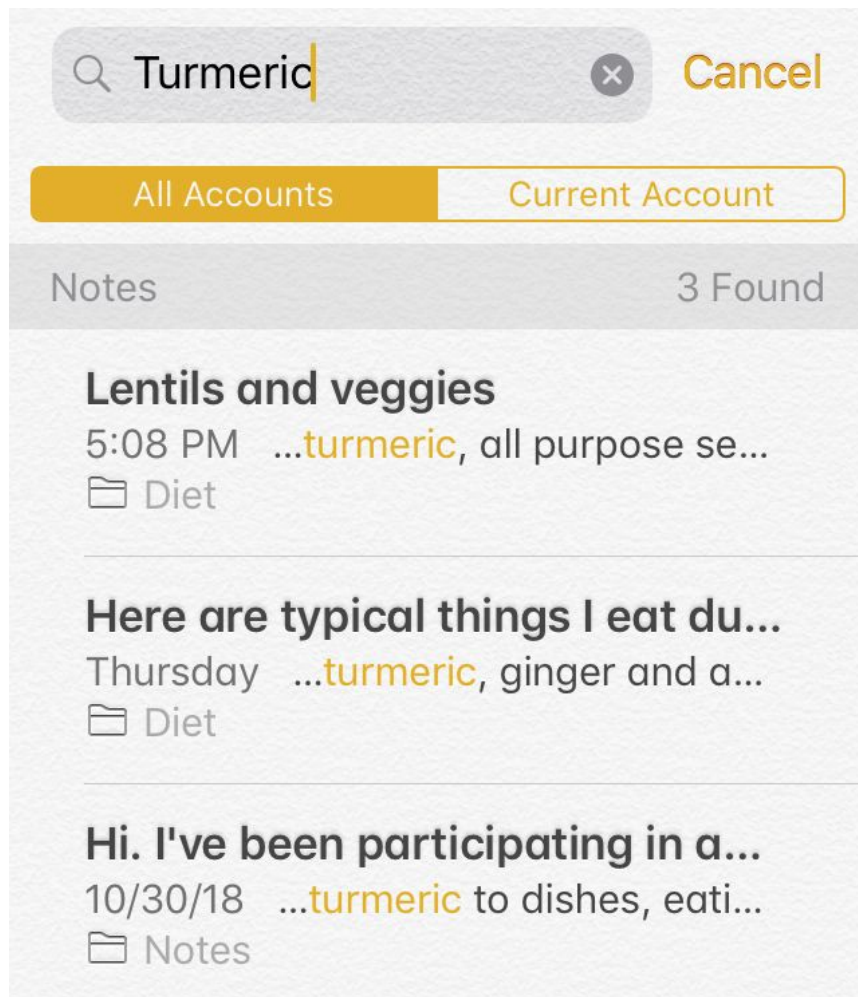 Turmeric Cancel
All Accounts Current Account
Notes 3 Found
Lentils and veggies
5:08 PM ...turmeric, all purpose se...
Diet
Here are typical things I eat du...
Thursday ...turmeric, ginger and a...
Diet
Hi. I've been participating in a...
10/30/18 ...turmeric to dishes, eati...
Notes